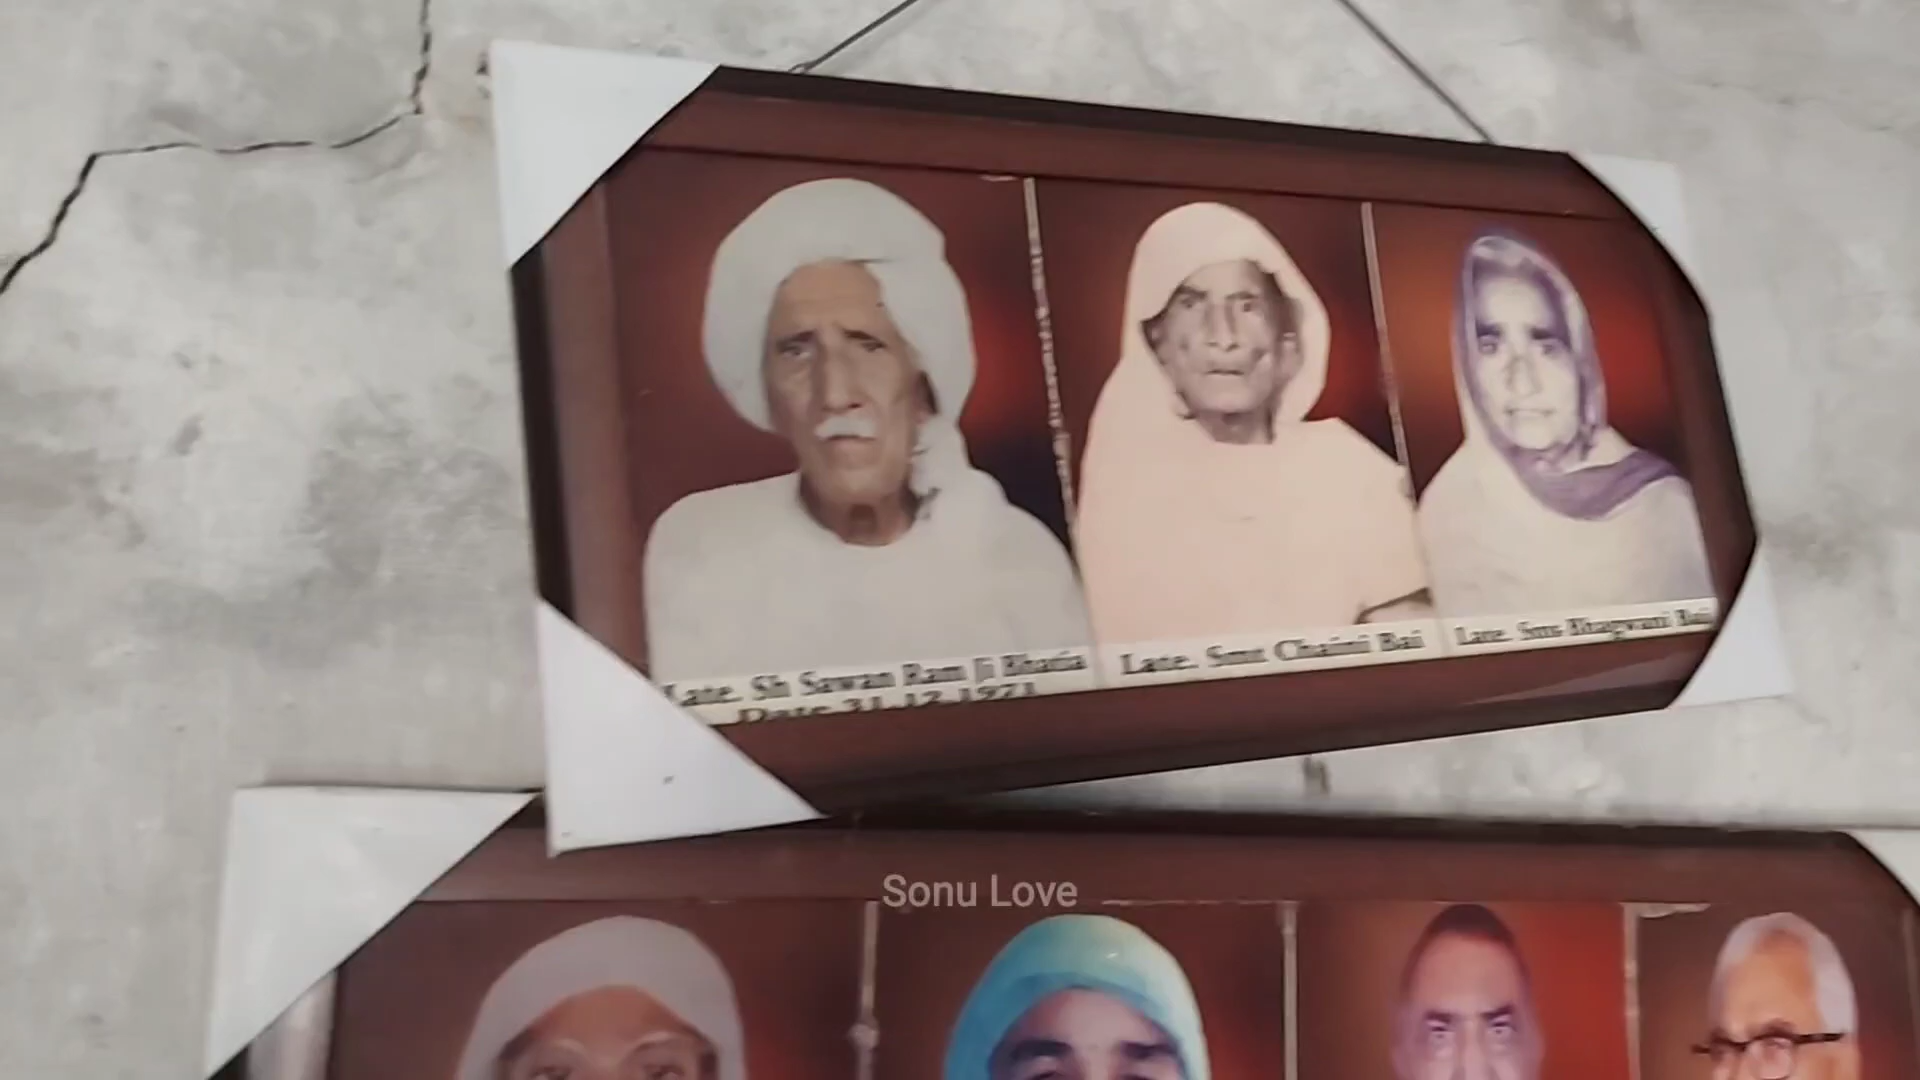 Late. Sh Sawan Ram Ji Bhatia
Date 31.12.1971
Late. Smt Chaini Bai
Late. Sms Bhagwani Bai
Sonu Love